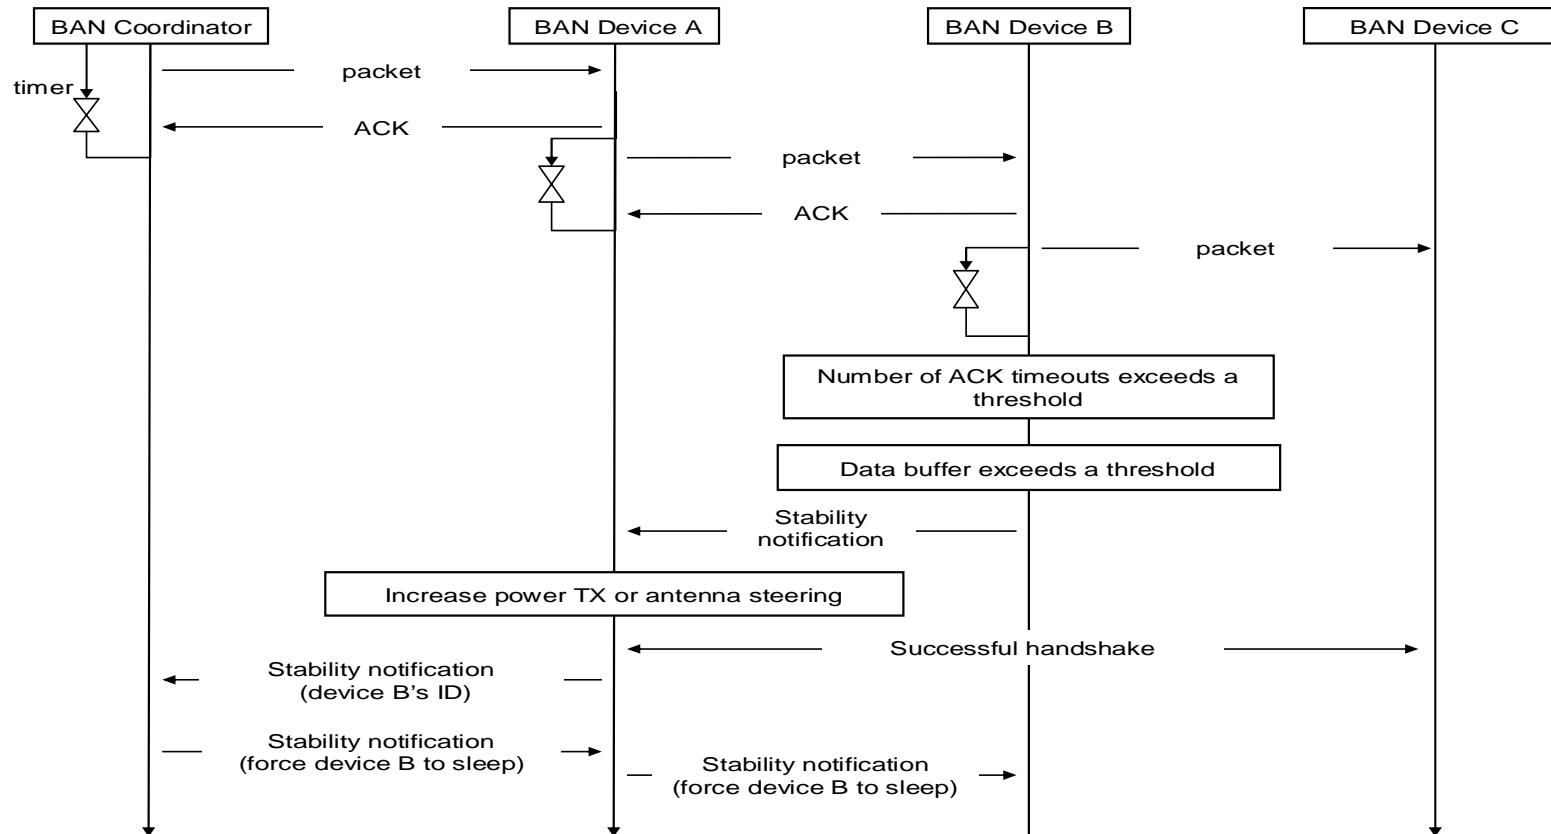 BAN Coordinator
BAN Device A
BAN Device B
BAN Device C
packet
timer
ACK
packet
ACK
packet
Number of ACK timeouts exceeds a
threshold
Data buffer exceeds a threshold
Stability
notification
Increase power TX or antenna steering
Successful handshake
Stability notification
(device B's ID)
Stability notification
(force device B to sleep)
Stability notification
(force device B to sleep)